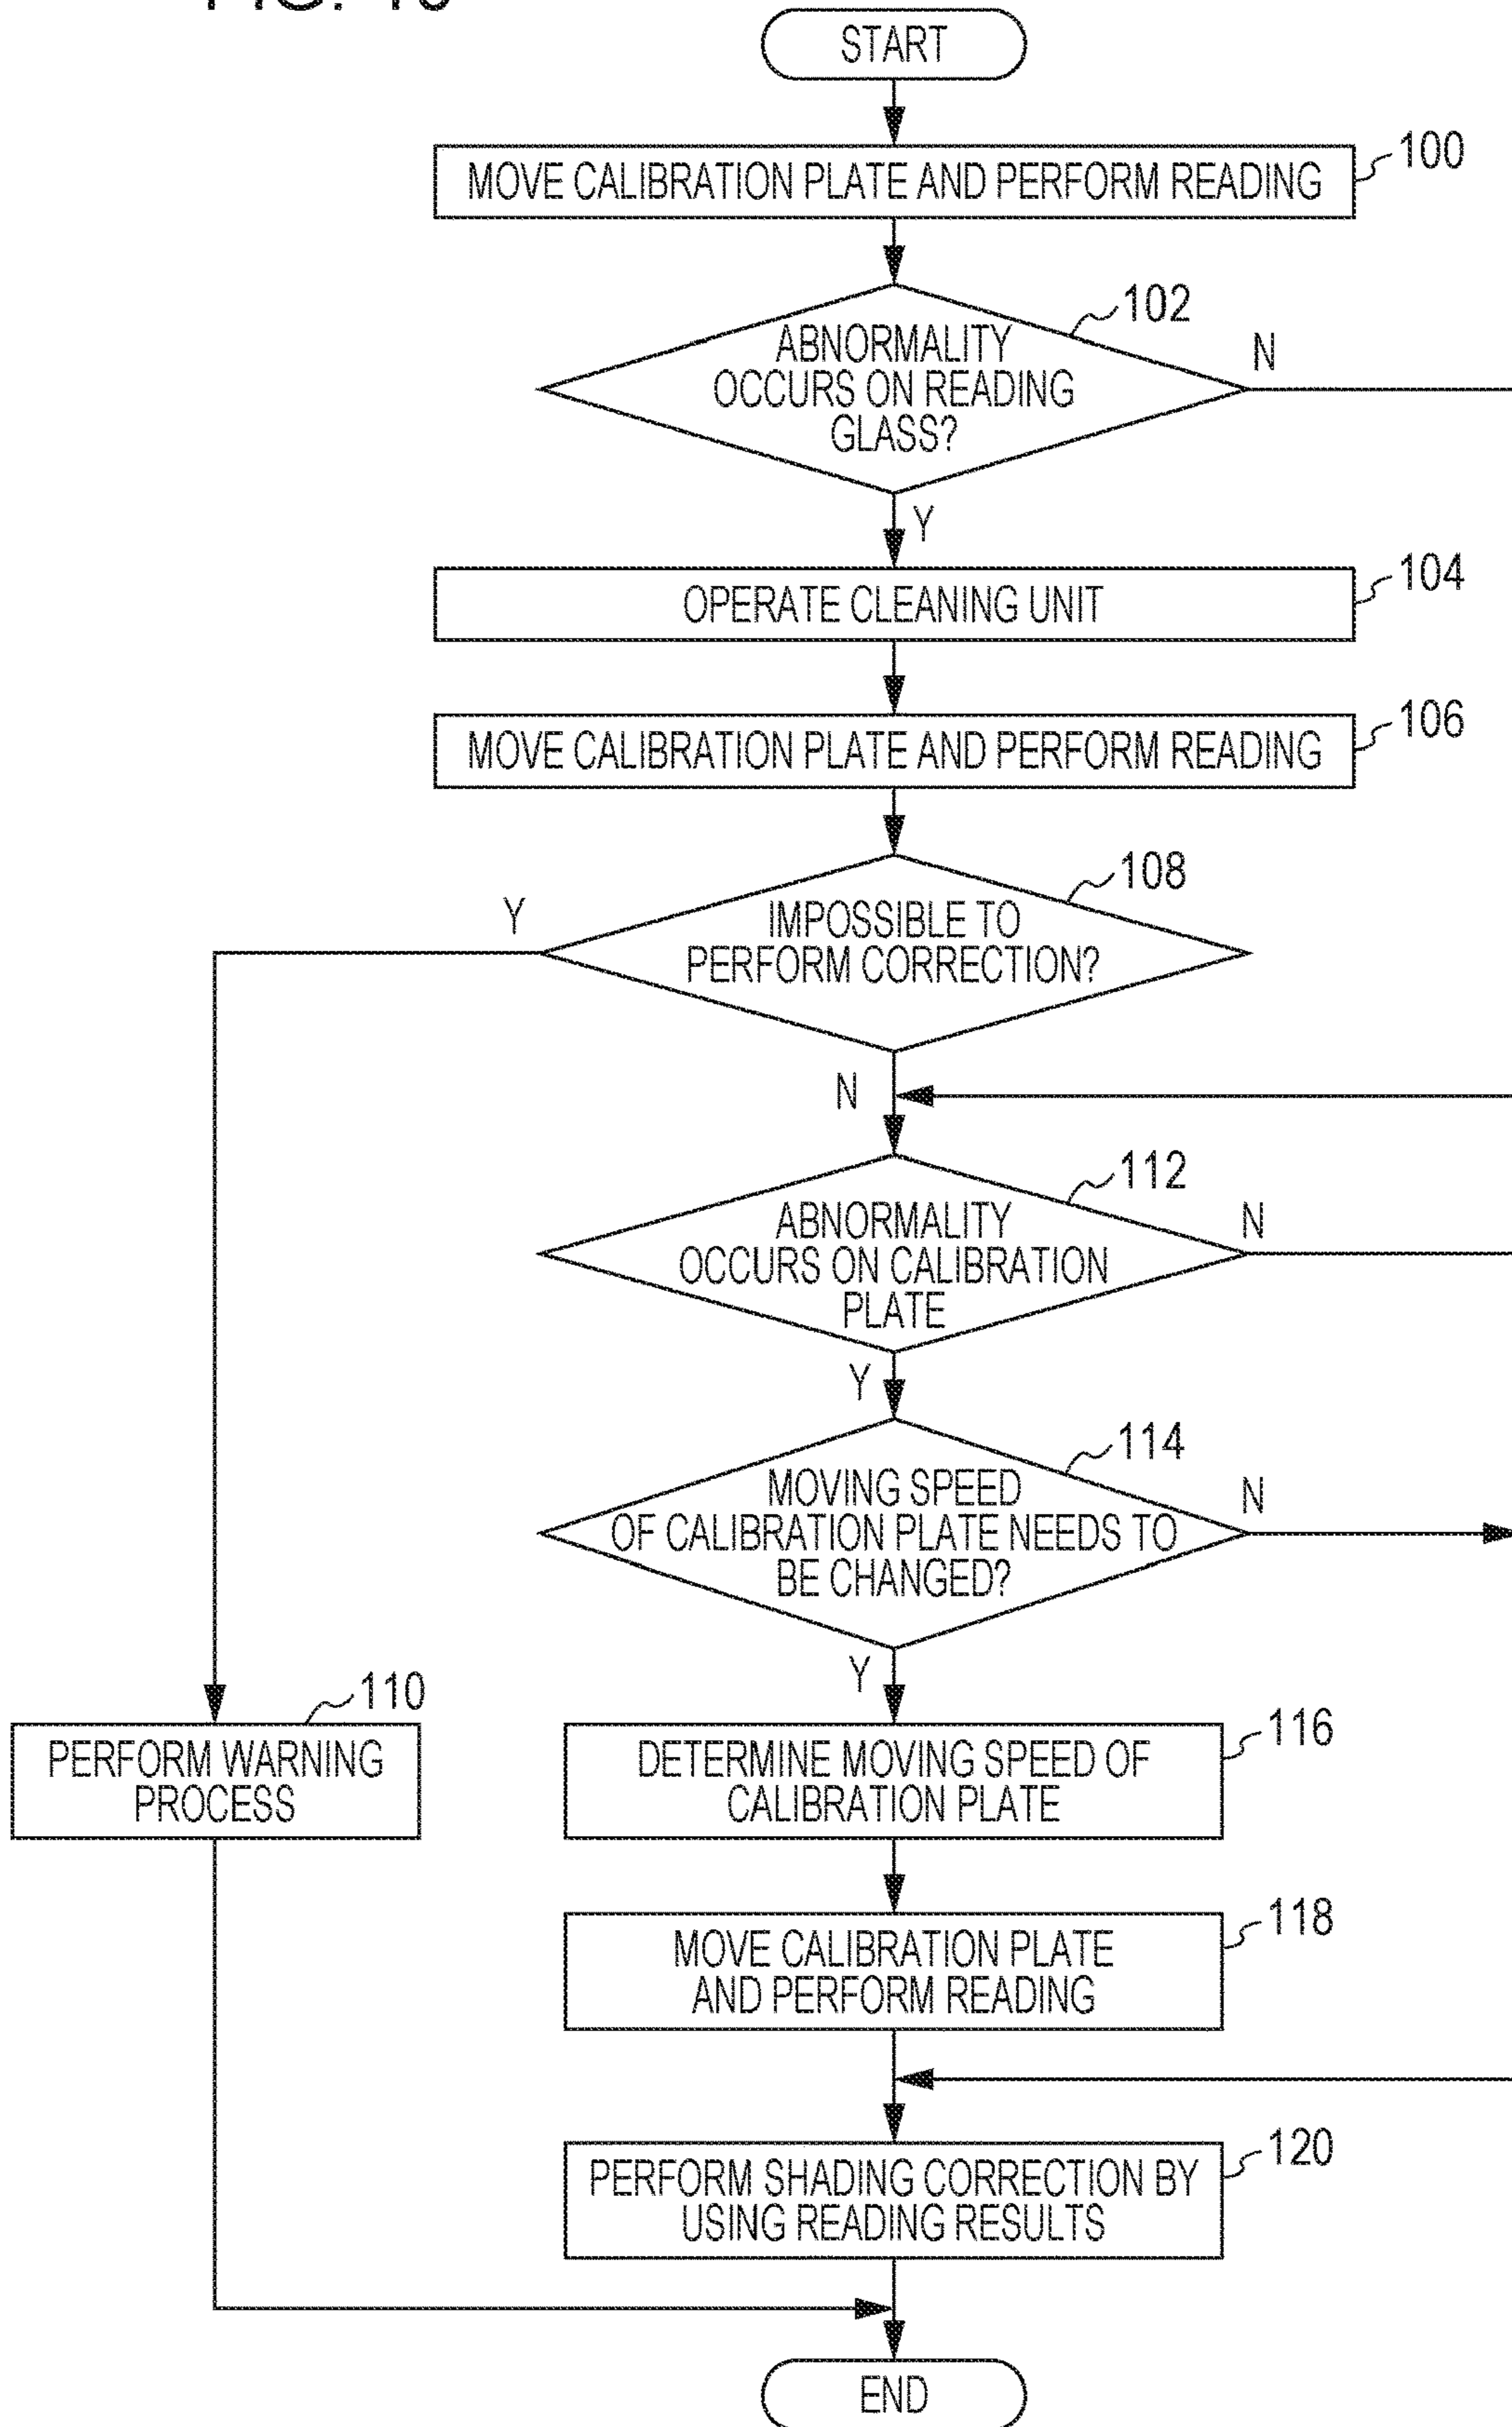 START
MOVE CALIBRATION PLATE AND PERFORM READING
100
102
ABNORMALITY
OCCURS ON READING
GLASS?
N
Y
OPERATE CLEANING UNIT
104
MOVE CALIBRATION PLATE AND PERFORM READING
106
108
Y
IMPOSSIBLE TO
PERFORM CORRECTION?
N
112
ABNORMALITY
OCCURS ON CALIBRATION
PLATE
N
Y
114
MOVING SPEED
OF CALIBRATION PLATE NEEDS TO
BE CHANGED?
N
Y
110
PERFORM WARNING
PROCESS
116
DETERMINE MOVING SPEED OF
CALIBRATION PLATE
118
MOVE CALIBRATION PLATE
AND PERFORM READING
120
PERFORM SHADING CORRECTION BY
USING READING RESULTS
END